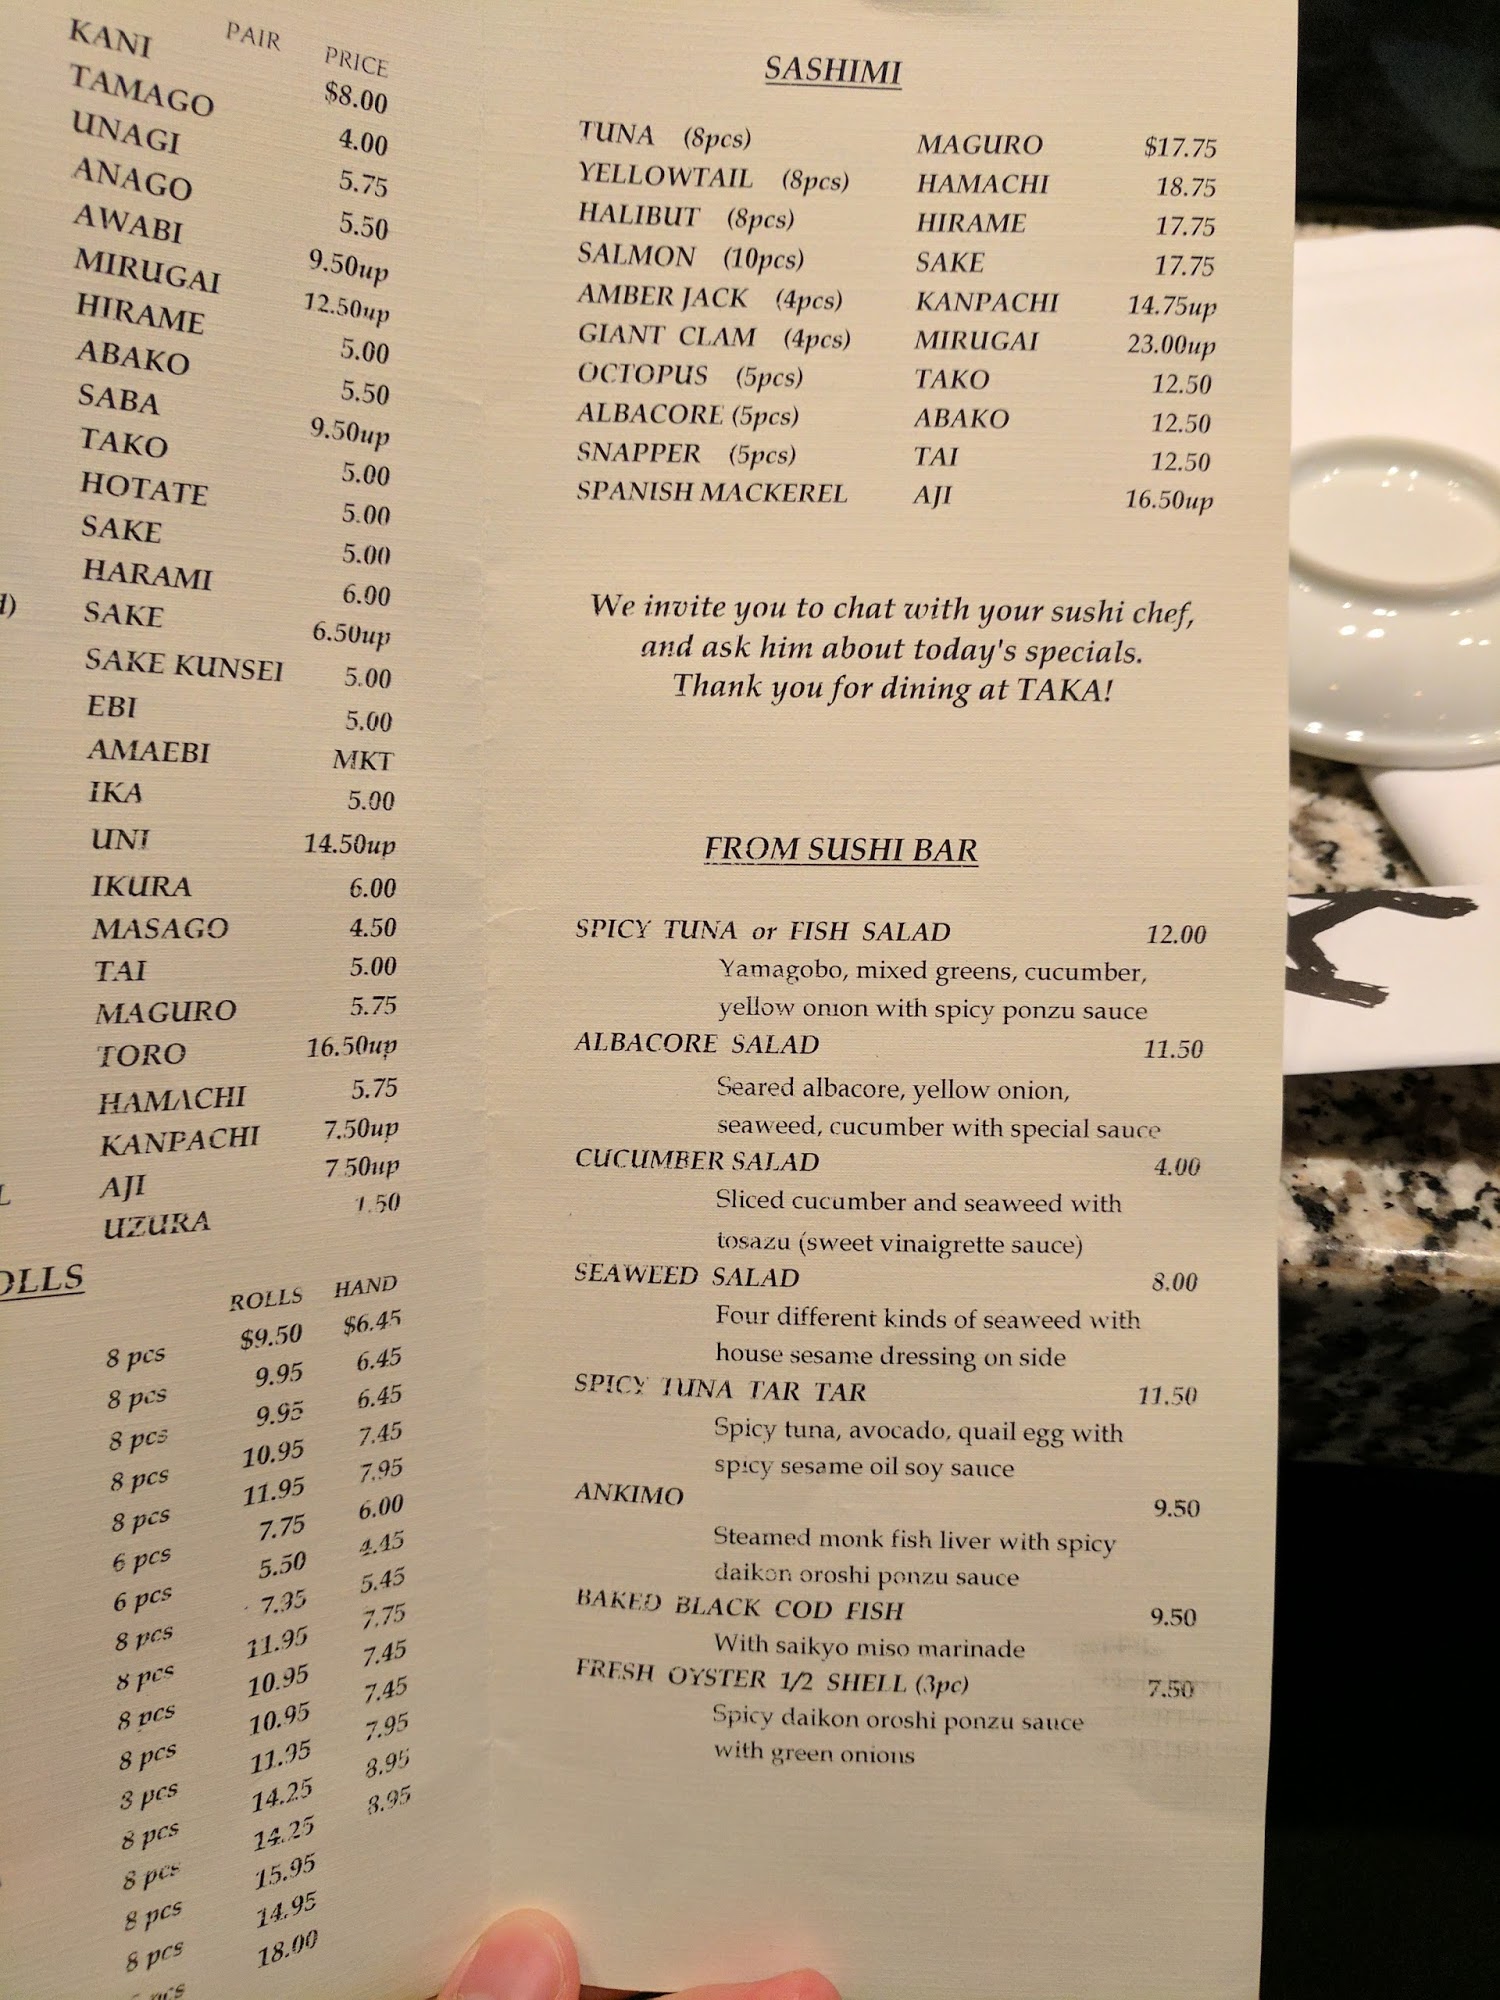 PAIR PRICE
KANI $8.00
TAMAGO 4.00
UNAGI 5.75
ANAGO 5.50
AWABI 9.50up
MIRUGAI 12.50up
HIRAME 5.00
ABAKO 5.50
SABA 9.50up
TAKO 5.00
HOTATE 5.00
SAKE 5.00
HARAMI 6.00
SAKE 6.50up
SAKE KUNSEI 5.00
EBI 5.00
AMAEBI MKT
IKA 5.00
UNI 14.50up
IKURA 6.00
MASAGO 4.50
TAI 5.00
MAGURO 5.75
TORO 16.50up
HAMACHI 5.75
KANPACHI 7.50up
AJI 7.50up
UZURA 1.50
ROLLS HAND
8 pcs $9.50 $6.45
8 pcs 9.95 6.45
8 pcs 9.95 6.45
8 pcs 10.95 7.45
8 pcs 11.95 7.95
6 pcs 7.75 6.00
6 pcs 5.50 4.45
8 pcs 7.95 5.45
8 pcs 11.95 7.75
8 pcs 10.95 7.45
8 pcs 10.95 7.45
8 pcs 11.95 7.95
8 pcs 14.25 8.95
8 pcs 14.25 8.95
8 pcs 15.95
8 pcs 14.95
18.00
SASHIMI
TUNA (8pcs) MAGURO $17.75
YELLOWTAIL (8pcs) HAMACHI 18.75
HALIBUT (8pcs) HIRAME 17.75
SALMON (10pcs) SAKE 17.75
AMBER JACK (4pcs) KANPACHI 14.75up
GIANT CLAM (4pcs) MIRUGAI 23.00up
OCTOPUS (5pcs) TAKO 12.50
ALBACORE (5pcs) ABAKO 12.50
SNAPPER (5pcs) TAI 12.50
SPANISH MACKEREL AJI 16.50up
We invite you to chat with your sushi chef,
and ask him about today's specials.
Thank you for dining at TAKA!
FROM SUSHI BAR
SPICY TUNA or FISH SALAD 12.00
Yamagobo, mixed greens, cucumber,
yellow onion with spicy ponzu sauce
ALBACORE SALAD 11.50
Seared albacore, yellow onion,
seaweed, cucumber with special sauce
CUCUMBER SALAD 4.00
Sliced cucumber and seaweed with
tosazu (sweet vinaigrette sauce)
SEAWEED SALAD 8.00
Four different kinds of seaweed with
house sesame dressing on side
SPICY TUNA TAR TAR 11.50
Spicy tuna, avocado, quail egg with
spicy sesame oil soy sauce
ANKIMO 9.50
Steamed monk fish liver with spicy
daikon oroshi ponzu sauce
BAKED BLACK COD FISH 9.50
With saikyo miso marinade
FRESH OYSTER 1/2 SHELL (3pc) 7.50
Spicy daikon oroshi ponzu sauce
with green onions